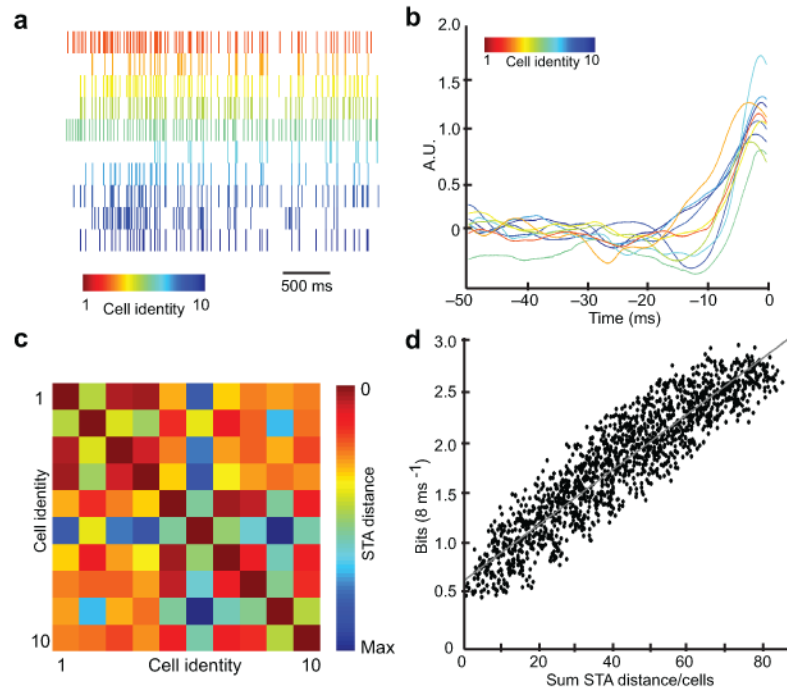 a
1 10
Cell identity
500 ms
b
2.0
1.5
1.0
0.5
0
A.U.
1 10
Cell identity
–50 –40 –30 –20 –10 0
Time (ms)
c
1
10
Cell identity
1 10
Cell identity
0
Max
STA distance
d
3.0
2.5
2.0
1.5
1.0
0.5
0
Bits (8 ms -1)
0 20 40 60 80
Sum STA distance/cells